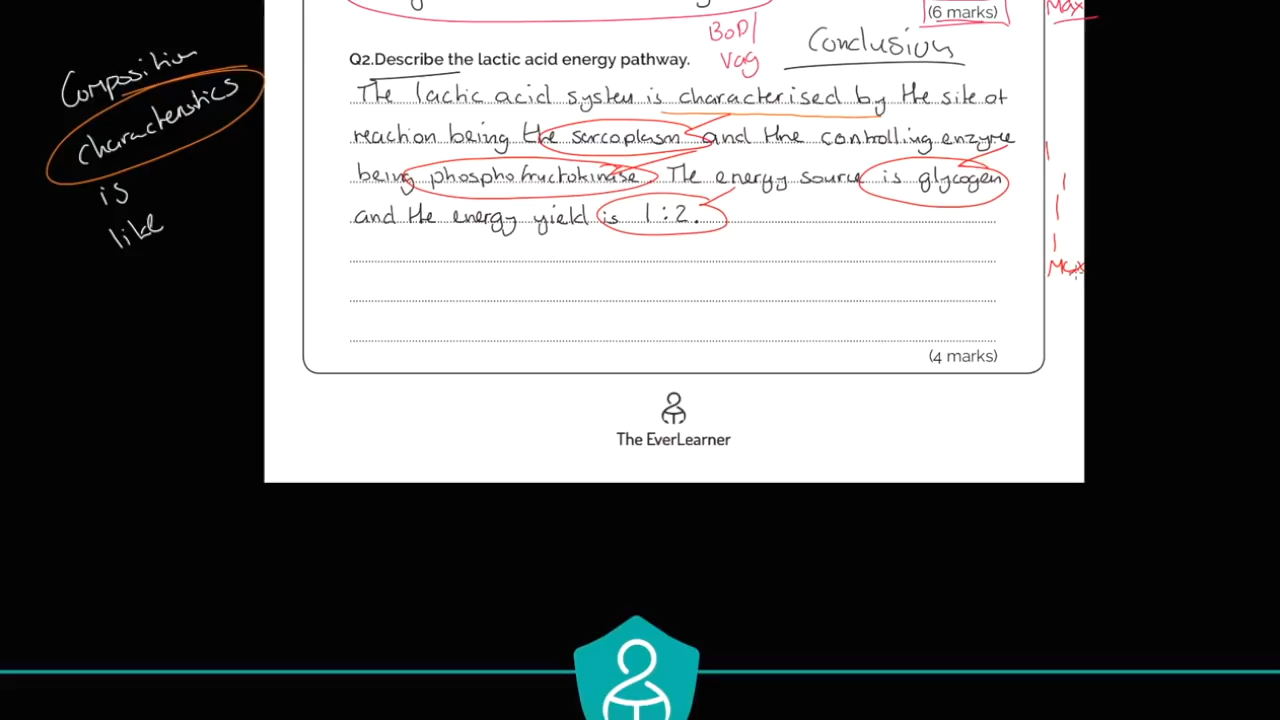 (6 marks)
Max
BOD/
Vag
Conclusion
Composition
characteristics
is
like
Q2.Describe the lactic acid energy pathway.
The lactic acid system is characterised by the site of
reaction being the sarcoplasm and thne controlling enzyme
being phosphofructokinase. The energy source is glycogen
and the energy yield is 1:2.
Max
(4 marks)
The EverLearner